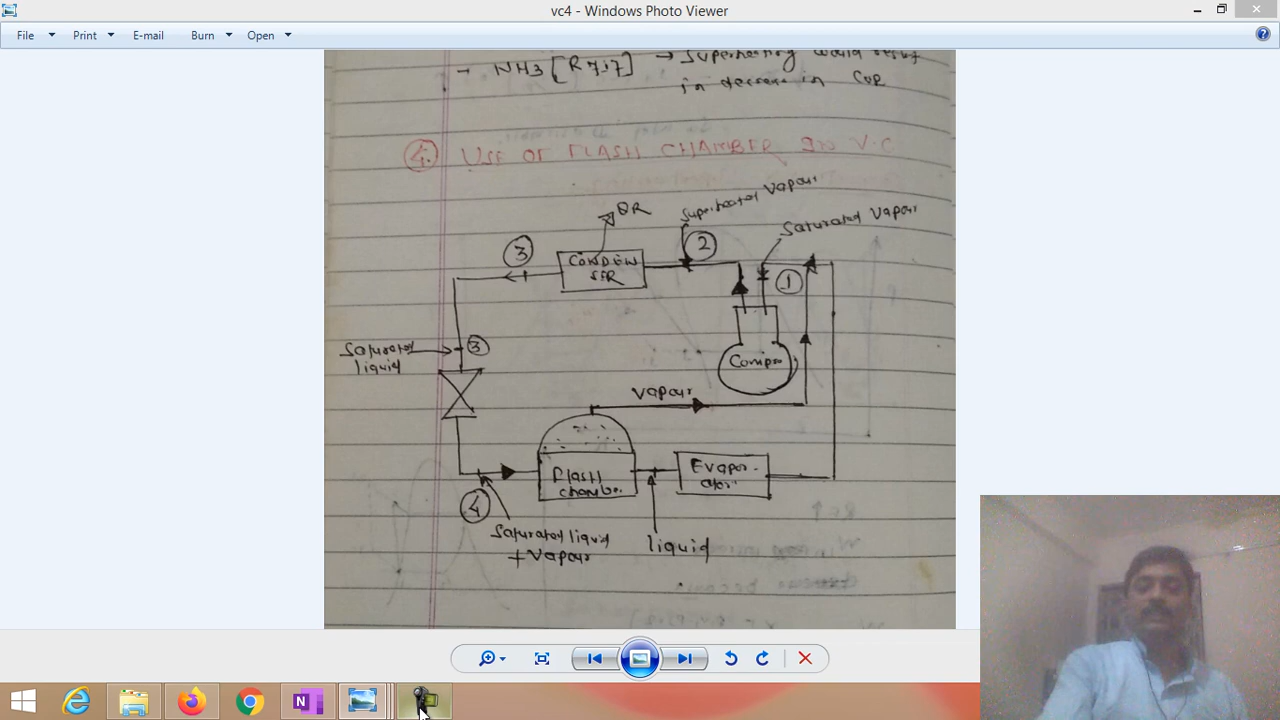 vc4 - Windows Photo Viewer
File Print E-mail Burn Open
→ NH3 [R 717] → Superheating would result
in decrease in COP
4. USE OF FLASH CHAMBER IN V.C
QR
Superheated Vapour
Saturated Vapour
3
CONDEN
SER
2
1
Saturated
liquid
3
Compre
Vapour
Flash
chamber
Evapor-
ator
4
Saturated liquid
+ Vapour
liquid